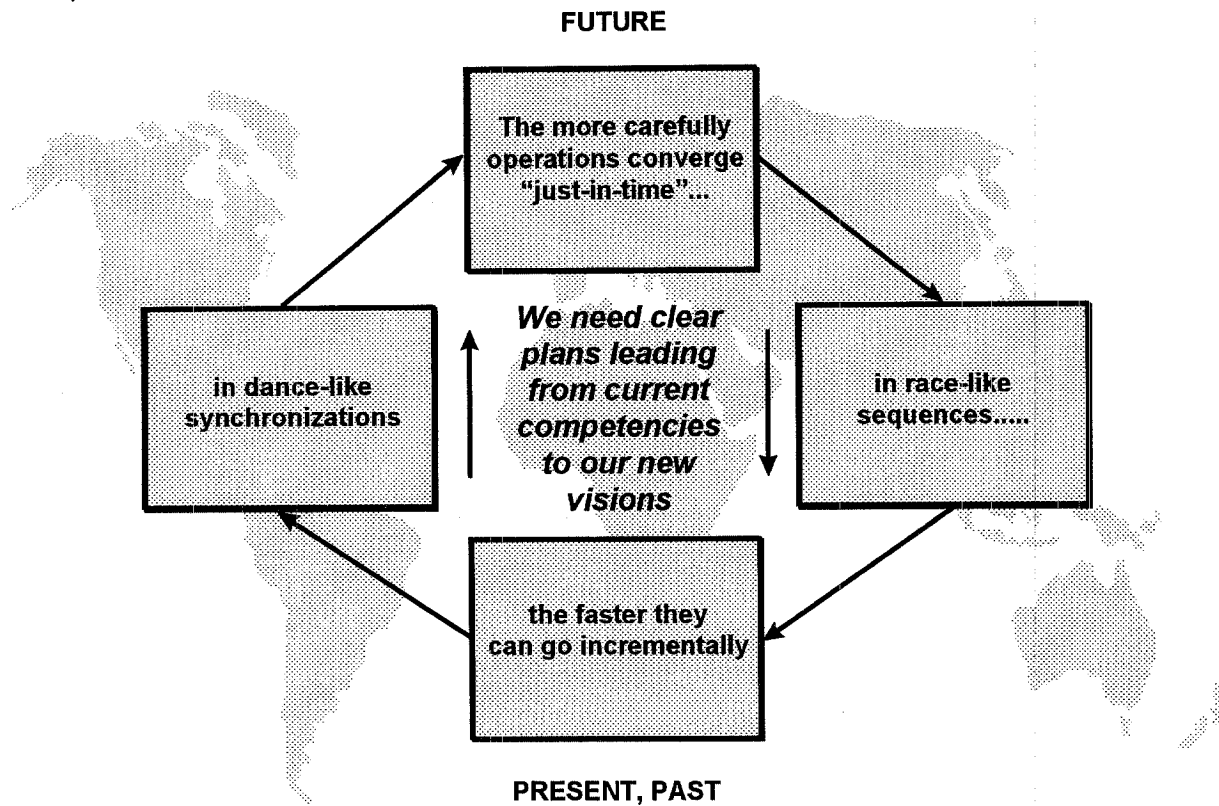 FUTURE
The more carefully
operations converge
“just-in-time”...
in race-like
sequences.....
the faster they
can go incrementally
in dance-like
synchronizations
We need clear
plans leading
from current
competencies
to our new
visions
PRESENT, PAST